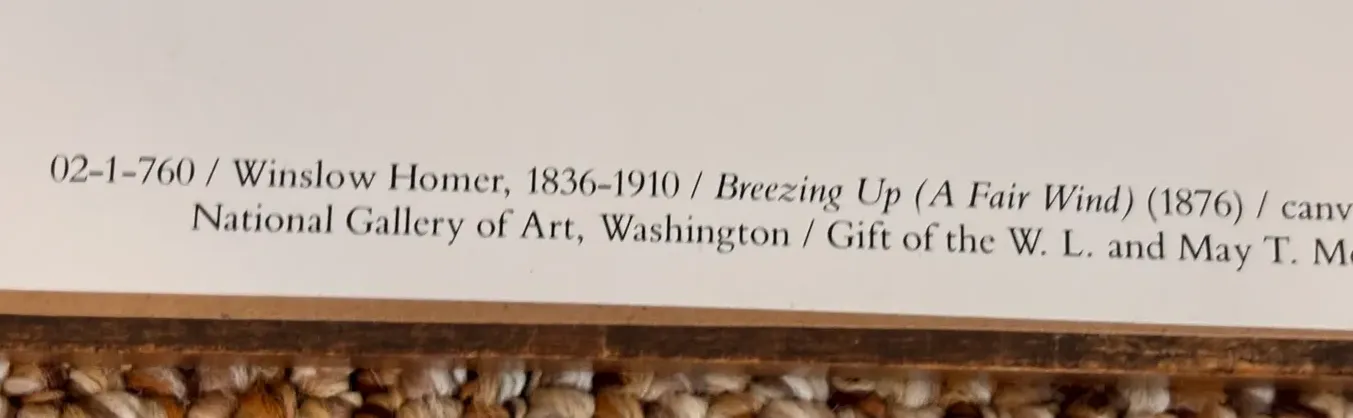 02-1-760 / Winslow Homer, 1836-1910 / Breezing Up (A Fair Wind) (1876) /
National Gallery of Art, Washington / Gift of the W. L. and May T.